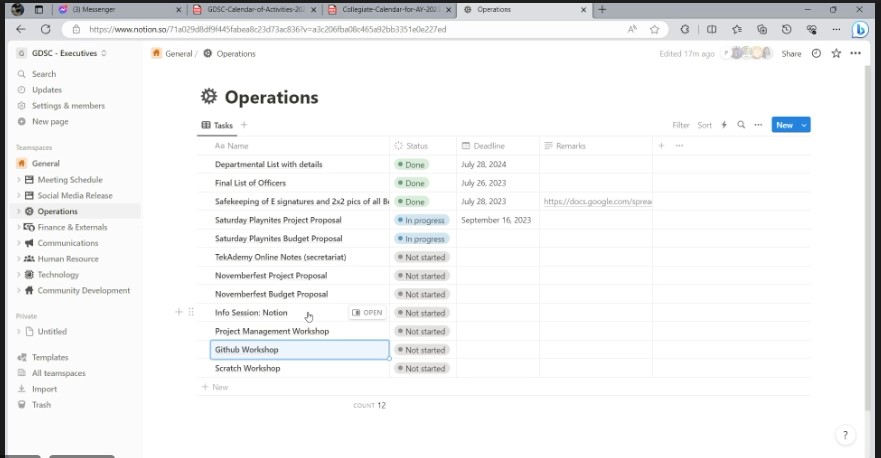 (3) Messenger
GDSC-Calendar-of-Activities-202
Collegiate-Calendar-for-AY-202
Operations
https://www.notion.so/71a029d8df9f445fabea8c23d73ac836?v=a3c206fba08c465a92bb3351e0e227ed
G GDSC - Executives
General / Operations
Edited 17m ago
Share
Search
Updates
Settings & members
New page
Teamspaces
General
Meeting Schedule
Social Media Release
Operations
Finance & Externals
Communications
Human Resource
Technology
Community Development
Private
Untitled
Templates
All teamspaces
Import
Trash
Operations
Tasks
Filter Sort New
Aa Name Status Deadline Remarks
Departmental List with details Done July 28, 2024
Final List of Officers Done July 26, 2023
Safekeeping of E signatures and 2x2 pics of all Bo Done July 28, 2023 https://docs.google.com/sprea
Saturday Playnites Project Proposal In progress September 16, 2023
Saturday Playnites Budget Proposal In progress
TekAdemy Online Notes (secretariat) Not started
Novemberfest Project Proposal Not started
Novemberfest Budget Proposal Not started
Info Session: Notion OPEN Not started
Project Management Workshop Not started
Github Workshop Not started
Scratch Workshop Not started
+ New
COUNT 12
?